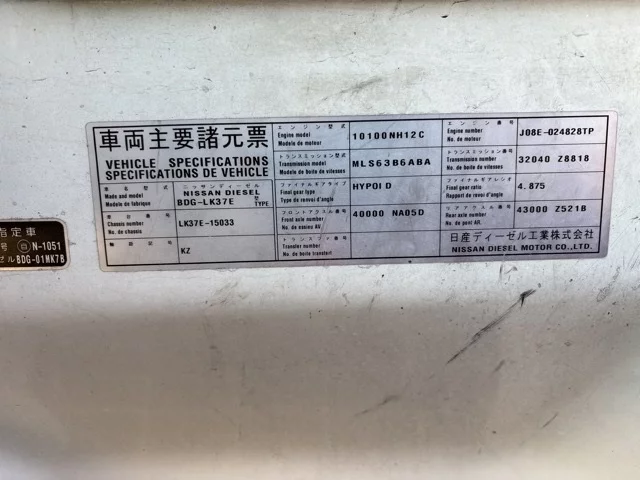 車両主要諸元票
VEHICLE SPECIFICATIONS
SPECIFICATIONS DE VEHICLE
車名型式
Make and model
Modele de fabrique
ニッサンディーゼル
NISSAN DIESEL
BDG-LK37E
型
TYPE
車台番号
Chassis number
No. de chassis
LK37E-15033
KZ
エンジン型式
Engine model
Modele de moteur
10100NH12C
トランスミッション型式
Transmission model
Modele de boite de vitesses
MLS63B6ABA
ファイナルギアタイプ
Final gear type
Type de renvoi d'angle
HYPOID
フロントアクスル番号
Front axle number
No. de essieu AV
40000 NA05D
トランスファ番号
Transfer number
No. de boite transfert
エンジン番号
Engine number
No. de moteur
J08E-024828TP
トランスミッション番号
Transmission number
No. de boite de vitesses
32040 Z8818
ファイナルギアレシオ
Final gear ratio
Rapport de renvoi d'angle
4.875
リアアクスル番号
Rear axle number
No. de pont AR.
43000 Z521B
日産ディーゼル工業株式会社
NISSAN DIESEL MOTOR CO.,LTD.
指定車
号 N-1051
ゼル BDG-01MK7B